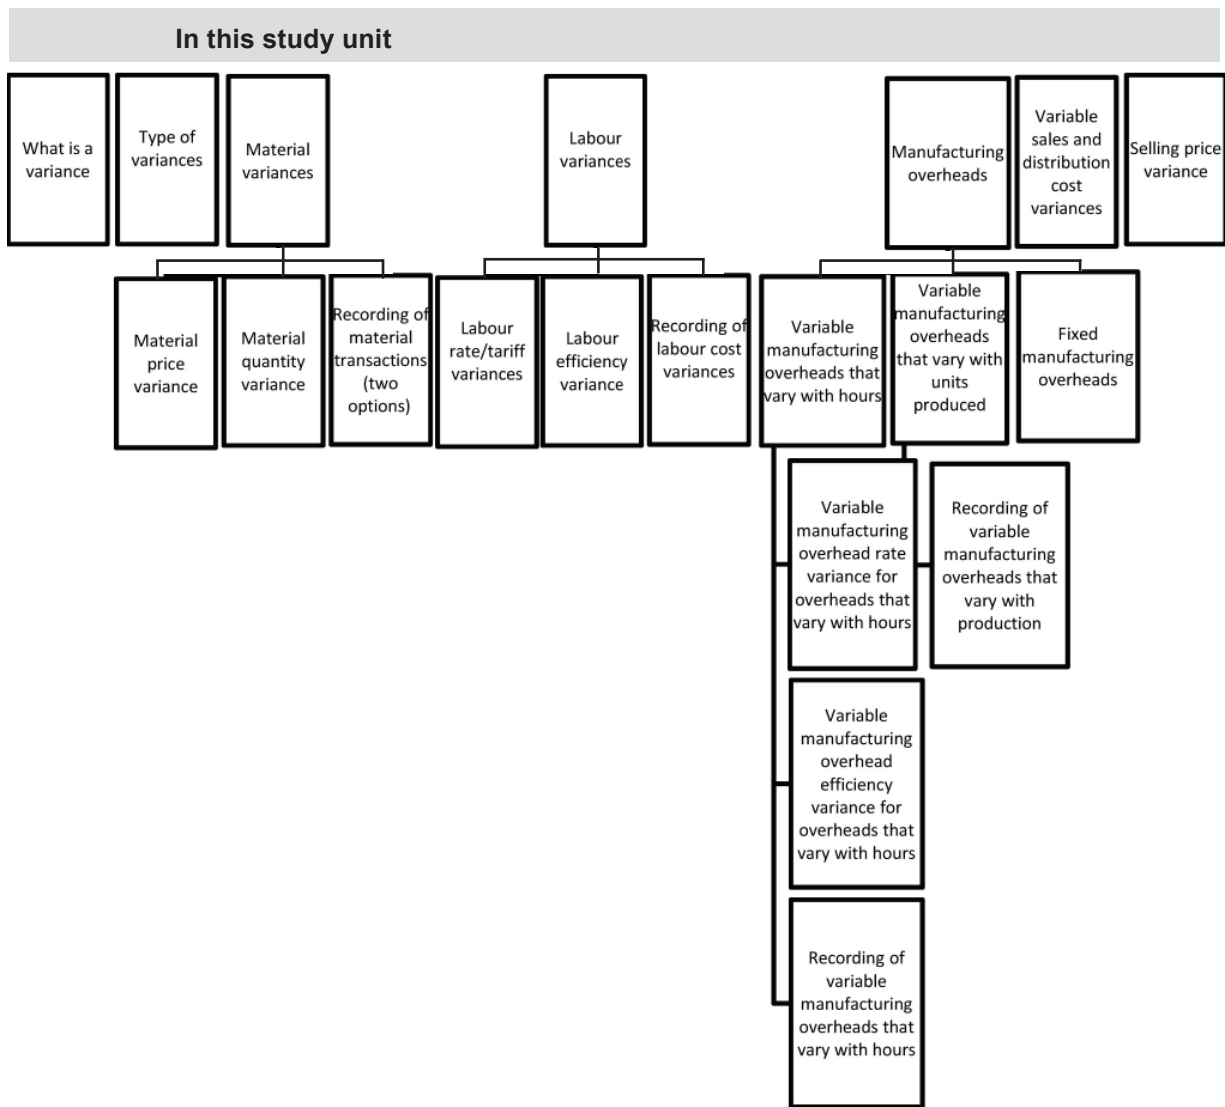 In this study unit
What is a
variance
Type of
variances
Material
variances
Labour
variances
Manufacturing
overheads
Variable
sales and
distribution
cost
variances
Selling price
variance
Material
price
variance
Material
quantity
variance
Recording of
material
transactions
(two
options)
Labour
rate/tariff
variances
Labour
efficiency
variance
Recording of
labour cost
variances
Variable
manufacturing
overheads that
vary with hours
Variable
manufacturing
overheads
that vary with
units
produced
Fixed
manufacturing
overheads
Variable
manufacturing
overhead rate
variance for
overheads that
vary with hours
Recording of
variable
manufacturing
overheads that
vary with
production
Variable
manufacturing
overhead
efficiency
variance for
overheads that
vary with hours
Recording of
variable
manufacturing
overheads that
vary with hours